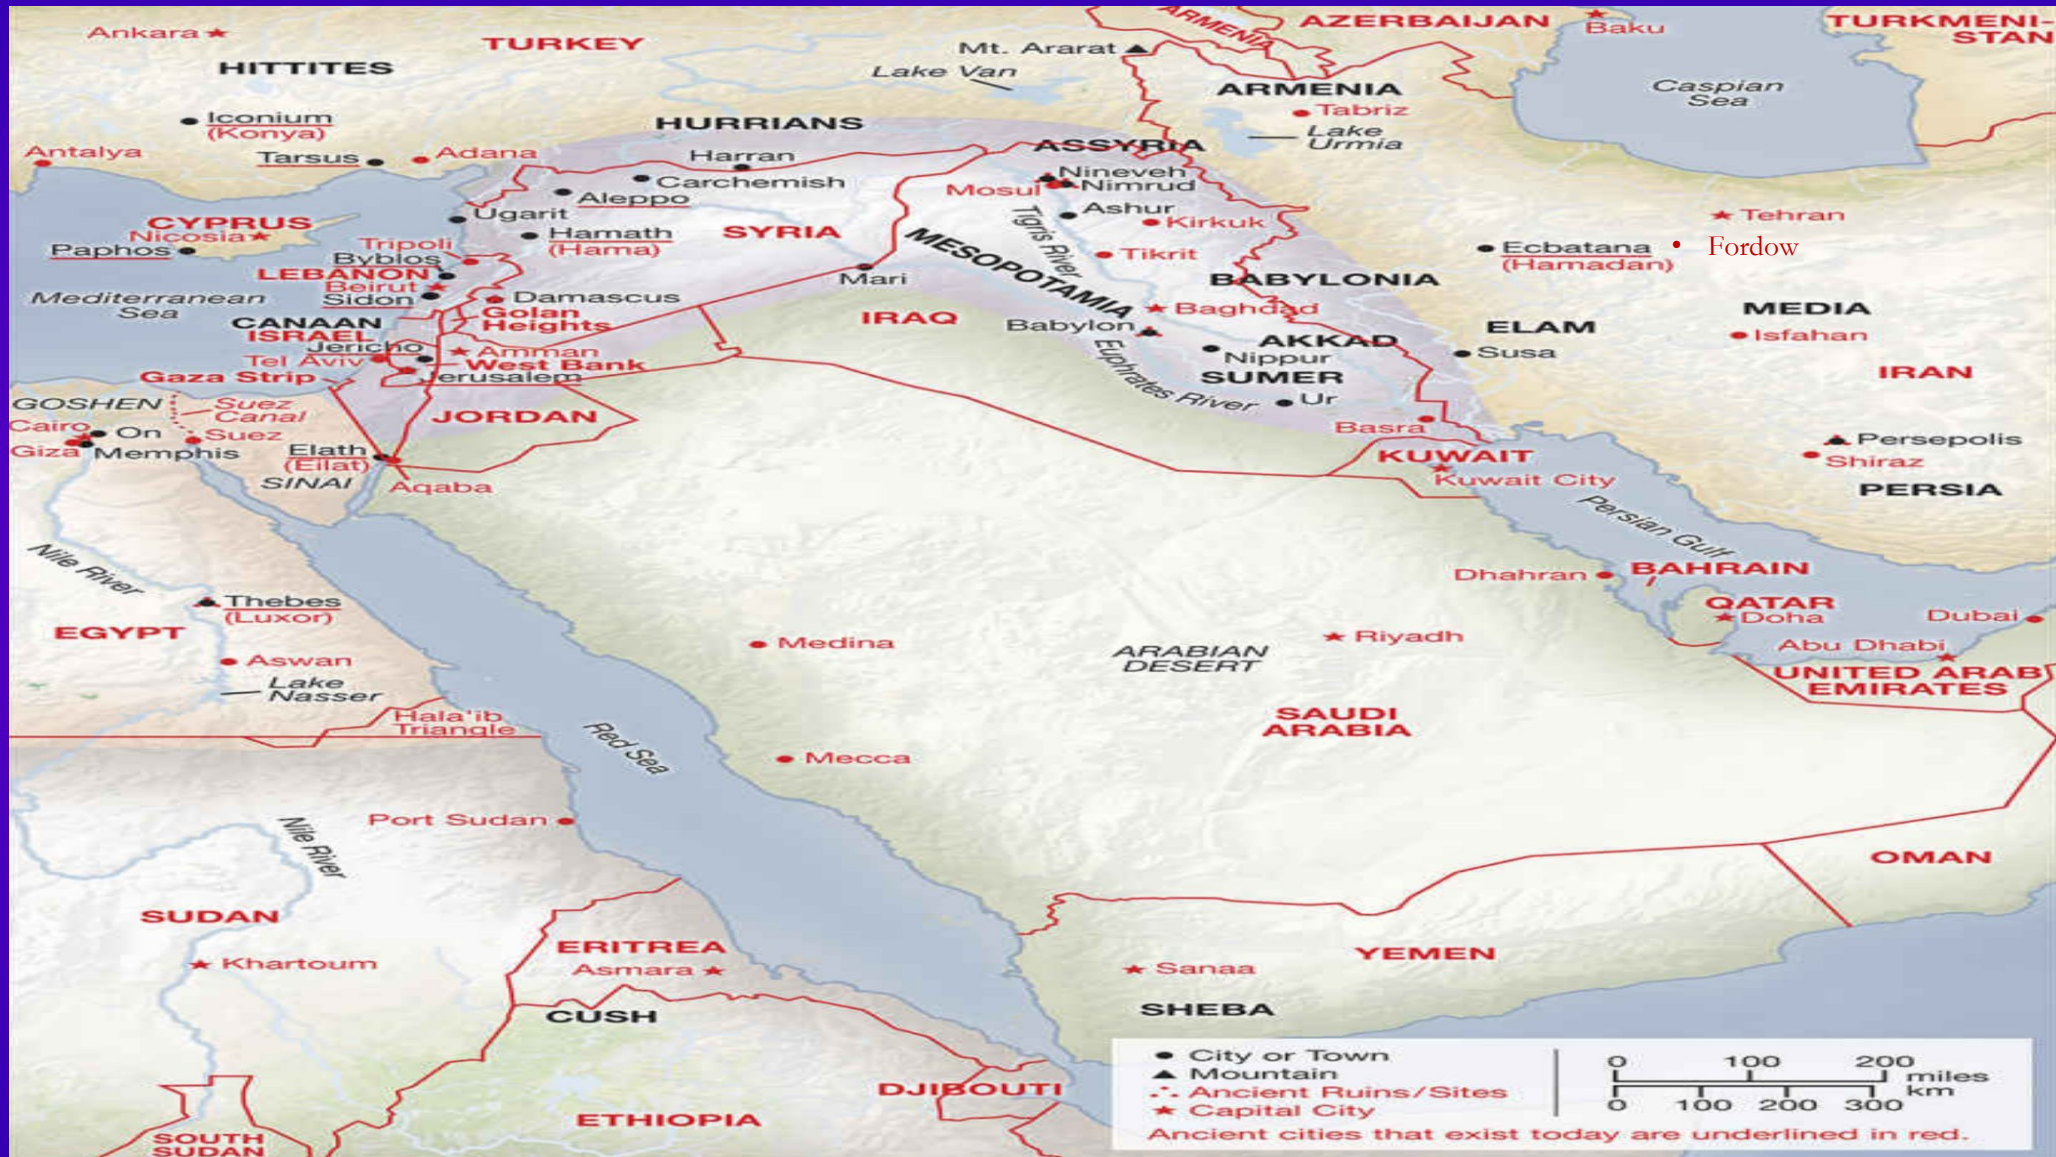 Ankara
TURKEY
HITTITES
Iconium
(Konya)
Antalya
Tarsus
Adana
HURRIANS
Harran
Carchemish
Aleppo
Ugarit
Hamath
(Hama)
SYRIA
CYPRUS
Nicosia
Paphos
Tripoli
Byblos
LEBANON
Beirut
Sidon
Mediterranean
Sea
Damascus
Golan
Heights
CANAAN
ISRAEL
Jericho
Tel Aviv
Amman
West Bank
Gaza Strip
Jerusalem
JORDAN
GOSHEN
Suez
Canal
Cairo
On
Suez
Giza
Memphis
Elath
(Eilat)
SINAI
Aqaba
Nile River
Thebes
(Luxor)
EGYPT
Aswan
Lake
Nasser
Hala'ib
Triangle
Mt. Ararat
Lake Van
ARMENIA
AZERBAIJAN
Baku
TURKMENI-
STAN
ARMENIA
ARMENIA
Tabriz
Lake
Urmia
Caspian
Sea
ASSYRIA
Nineveh
Mosul
Nimrud
Ashur
Kirkuk
Tigris River
Tikrit
MESOPOTAMIA
Mari
BABYLONIA
Baghdad
IRAQ
Babylon
AKKAD
Nippur
Euphrates River
SUMER
Ur
Basra
Tehran
Ecbatana
(Hamadan)
• Fordow
MEDIA
ELAM
Isfahan
Susa
IRAN
Persepolis
Shiraz
PERSIA
KUWAIT
Kuwait City
Persian Gulf
Dhahran
BAHRAIN
QATAR
Doha
Dubai
Abu Dhabi
UNITED ARAB
EMIRATES
Medina
ARABIAN
DESERT
Riyadh
SAUDI
ARABIA
Red Sea
Mecca
Port Sudan
Nile River
SUDAN
Khartoum
ERITREA
Asmara
CUSH
OMAN
YEMEN
Sanaa
SHEBA
DJIBOUTI
ETHIOPIA
SOUTH
SUDAN
City or Town
Mountain
Ancient Ruins/Sites
Capital City
0 100 200
miles
km
0 100 200 300
Ancient cities that exist today are underlined in red.